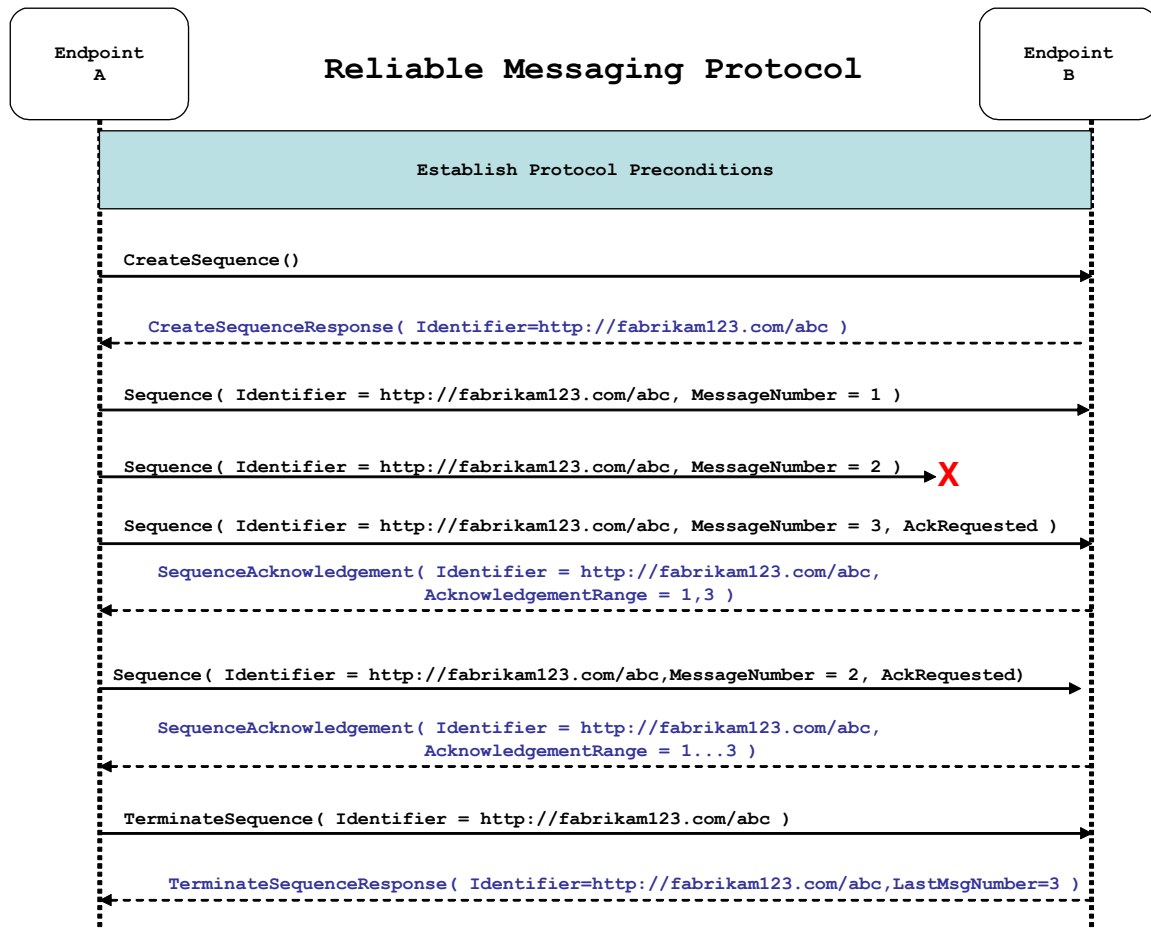 Endpoint
A
Reliable Messaging Protocol
Endpoint
B
Establish Protocol Preconditions
CreateSequence()
CreateSequenceResponse( Identifier=http://fabrikam123.com/abc )
Sequence( Identifier = http://fabrikam123.com/abc, MessageNumber = 1 )
Sequence( Identifier = http://fabrikam123.com/abc, MessageNumber = 2 )
X
Sequence( Identifier = http://fabrikam123.com/abc, MessageNumber = 3, AckRequested )
SequenceAcknowledgement( Identifier = http://fabrikam123.com/abc,
AcknowledgementRange = 1,3 )
Sequence( Identifier = http://fabrikam123.com/abc,MessageNumber = 2, AckRequested)
SequenceAcknowledgement( Identifier = http://fabrikam123.com/abc,
AcknowledgementRange = 1...3 )
TerminateSequence( Identifier = http://fabrikam123.com/abc )
TerminateSequenceResponse( Identifier=http://fabrikam123.com/abc,LastMsgNumber=3 )